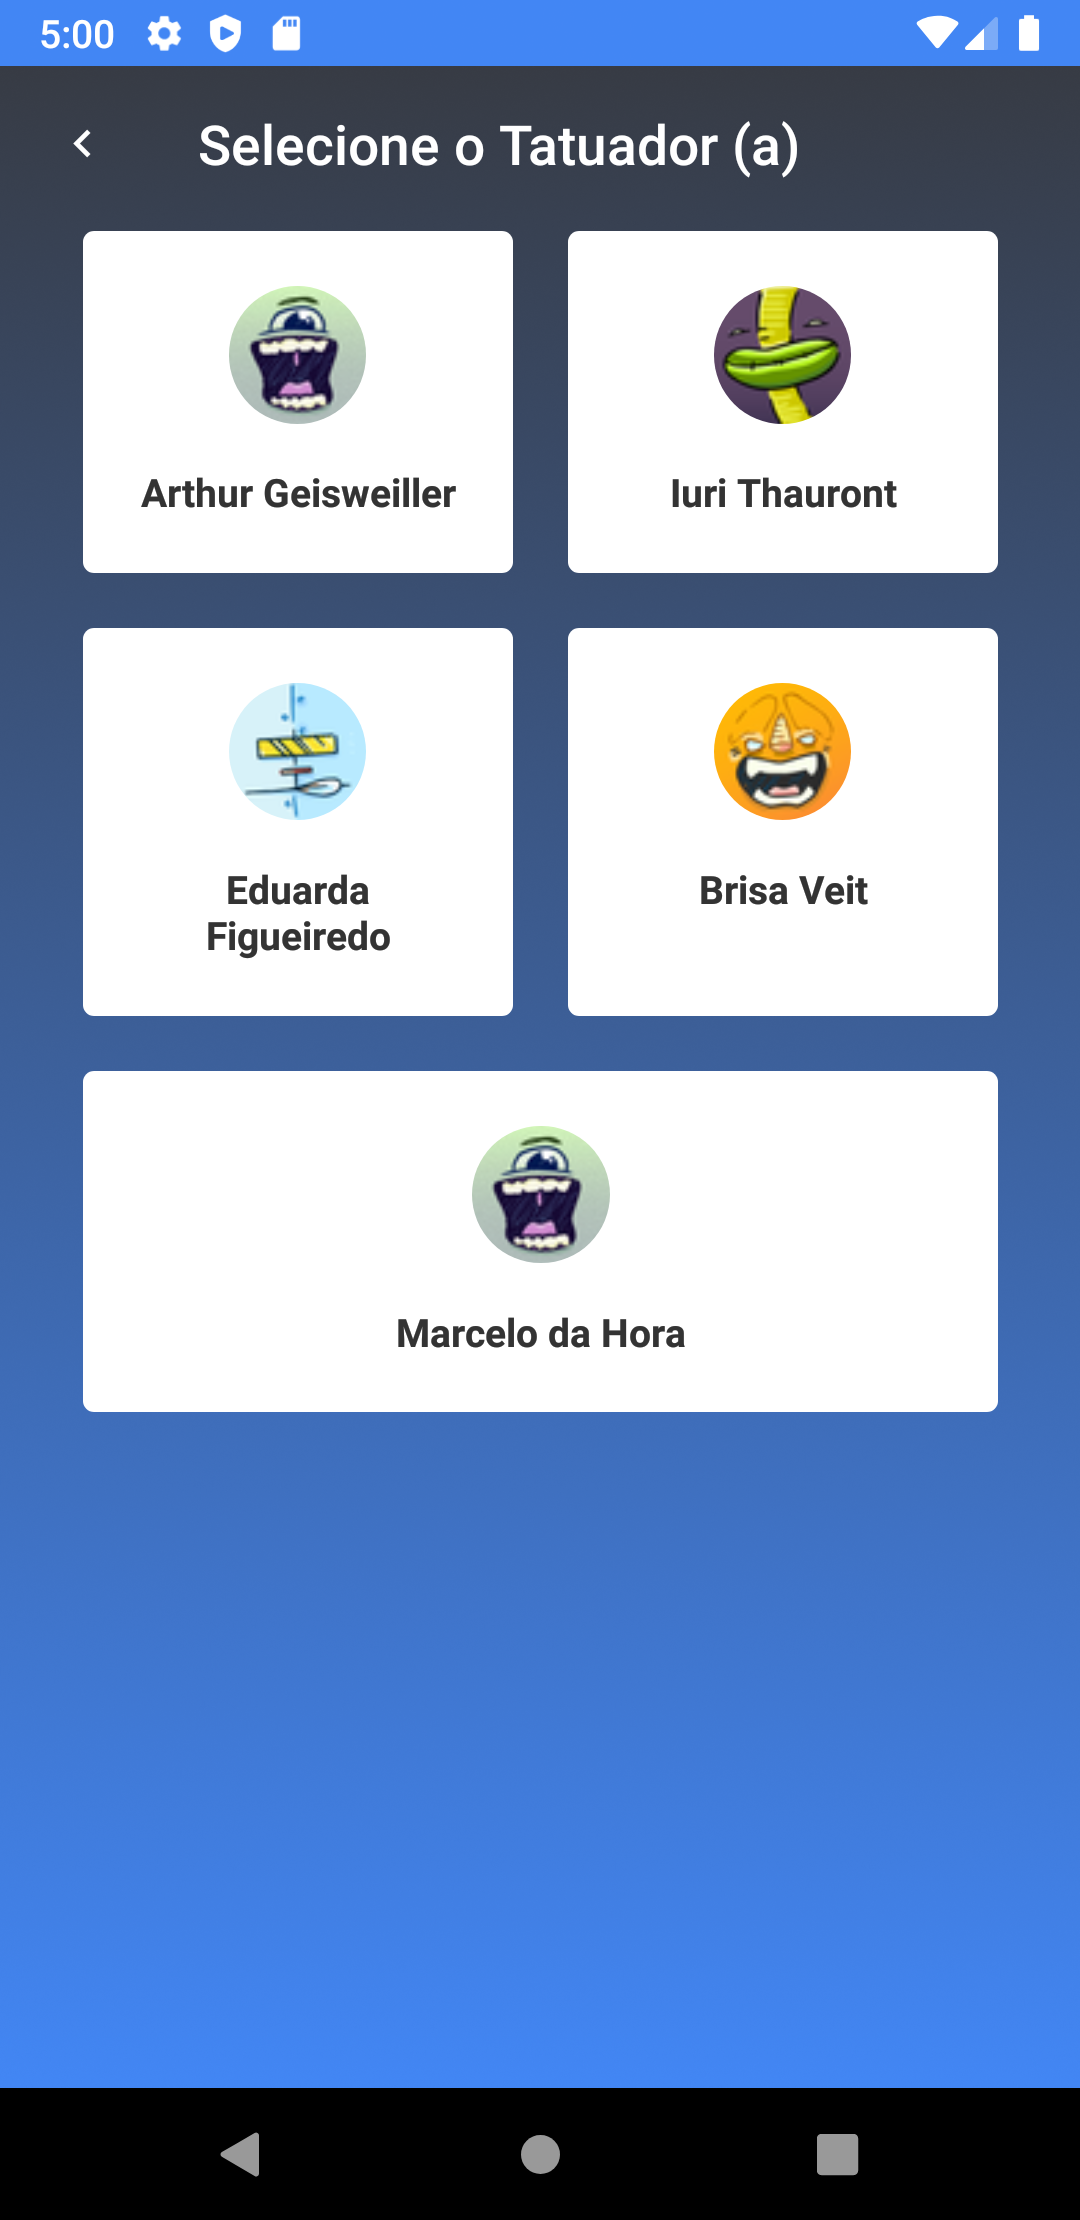 5:00
Selecione o Tatuador (a)
Arthur Geisweiller
Iuri Thauront
Eduarda
Figueiredo
Brisa Veit
Marcelo da Hora